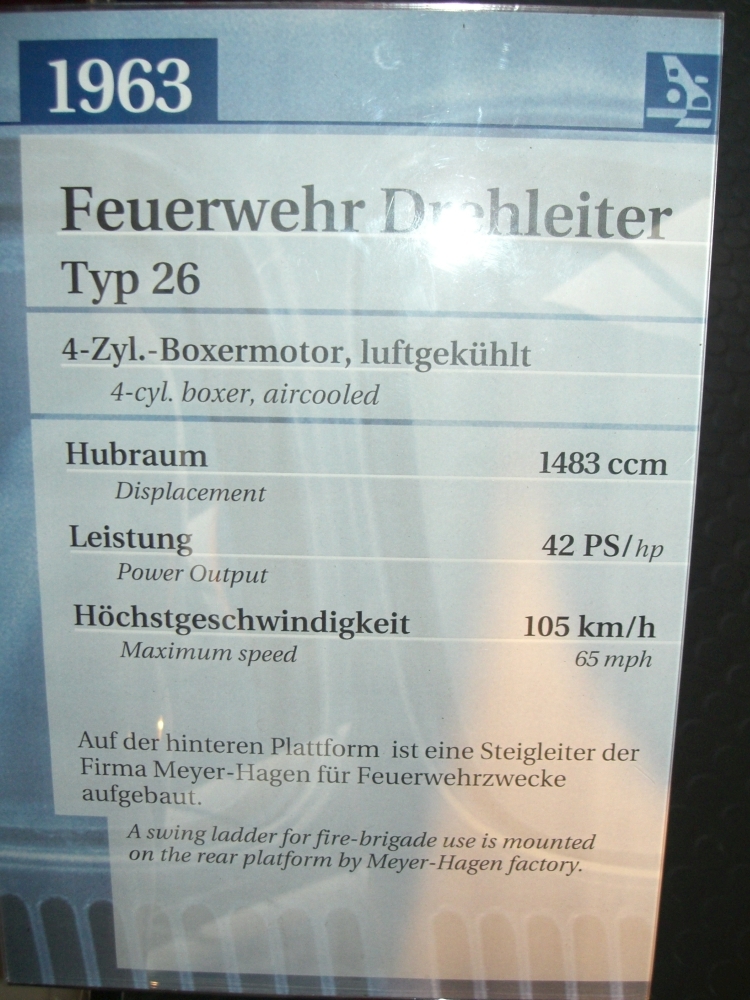 1963
Feuerwehr Drehleiter
Typ 26
4-Zyl.-Boxermotor, luftgekühlt
4-cyl. boxer, aircooled
Hubraum 1483 ccm
Displacement
Leistung 42 PS/hp
Power Output
Höchstgeschwindigkeit 105 km/h
Maximum speed 65 mph
Auf der hinteren Plattform ist eine Steigleiter der
Firma Meyer-Hagen für Feuerwehrzwecke
aufgebaut.
A swing ladder for fire-brigade use is mounted
on the rear platform by Meyer-Hagen factory.